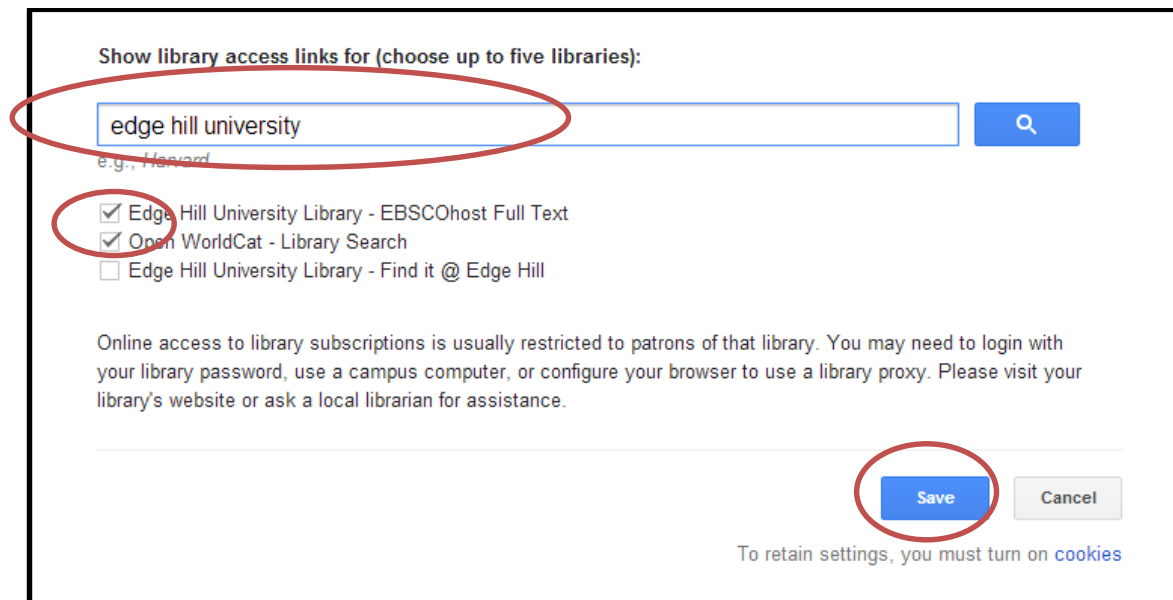 Show library access links for (choose up to five libraries):
edge hill university
e.g., Harvard
Edge Hill University Library - EBSCOhost Full Text
Open WorldCat - Library Search
Edge Hill University Library - Find it @ Edge Hill
Online access to library subscriptions is usually restricted to patrons of that library. You may need to login with
your library password, use a campus computer, or configure your browser to use a library proxy. Please visit your
library's website or ask a local librarian for assistance.
Save Cancel
To retain settings, you must turn on cookies